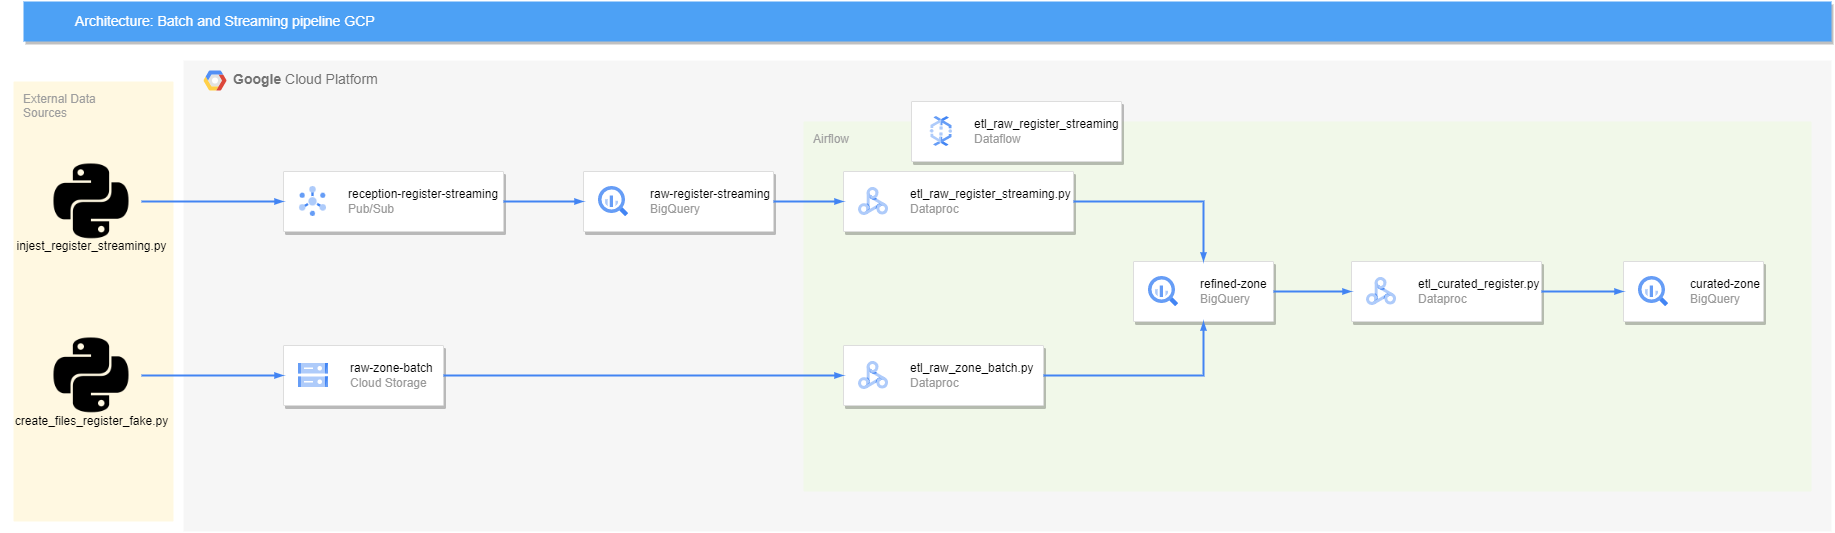 Architecture: Batch and Streaming pipeline GCP
Google Cloud Platform
External Data
Sources
Airflow
etl_raw_register_streaming
Dataflow
injest_register_streaming.py
reception-register-streaming
Pub/Sub
raw-register-streaming
BigQuery
etl_raw_register_streaming.py
Dataproc
refined-zone
BigQuery
etl_curated_register.py
Dataproc
curated-zone
BigQuery
create_files_register_fake.py
raw-zone-batch
Cloud Storage
etl_raw_zone_batch.py
Dataproc